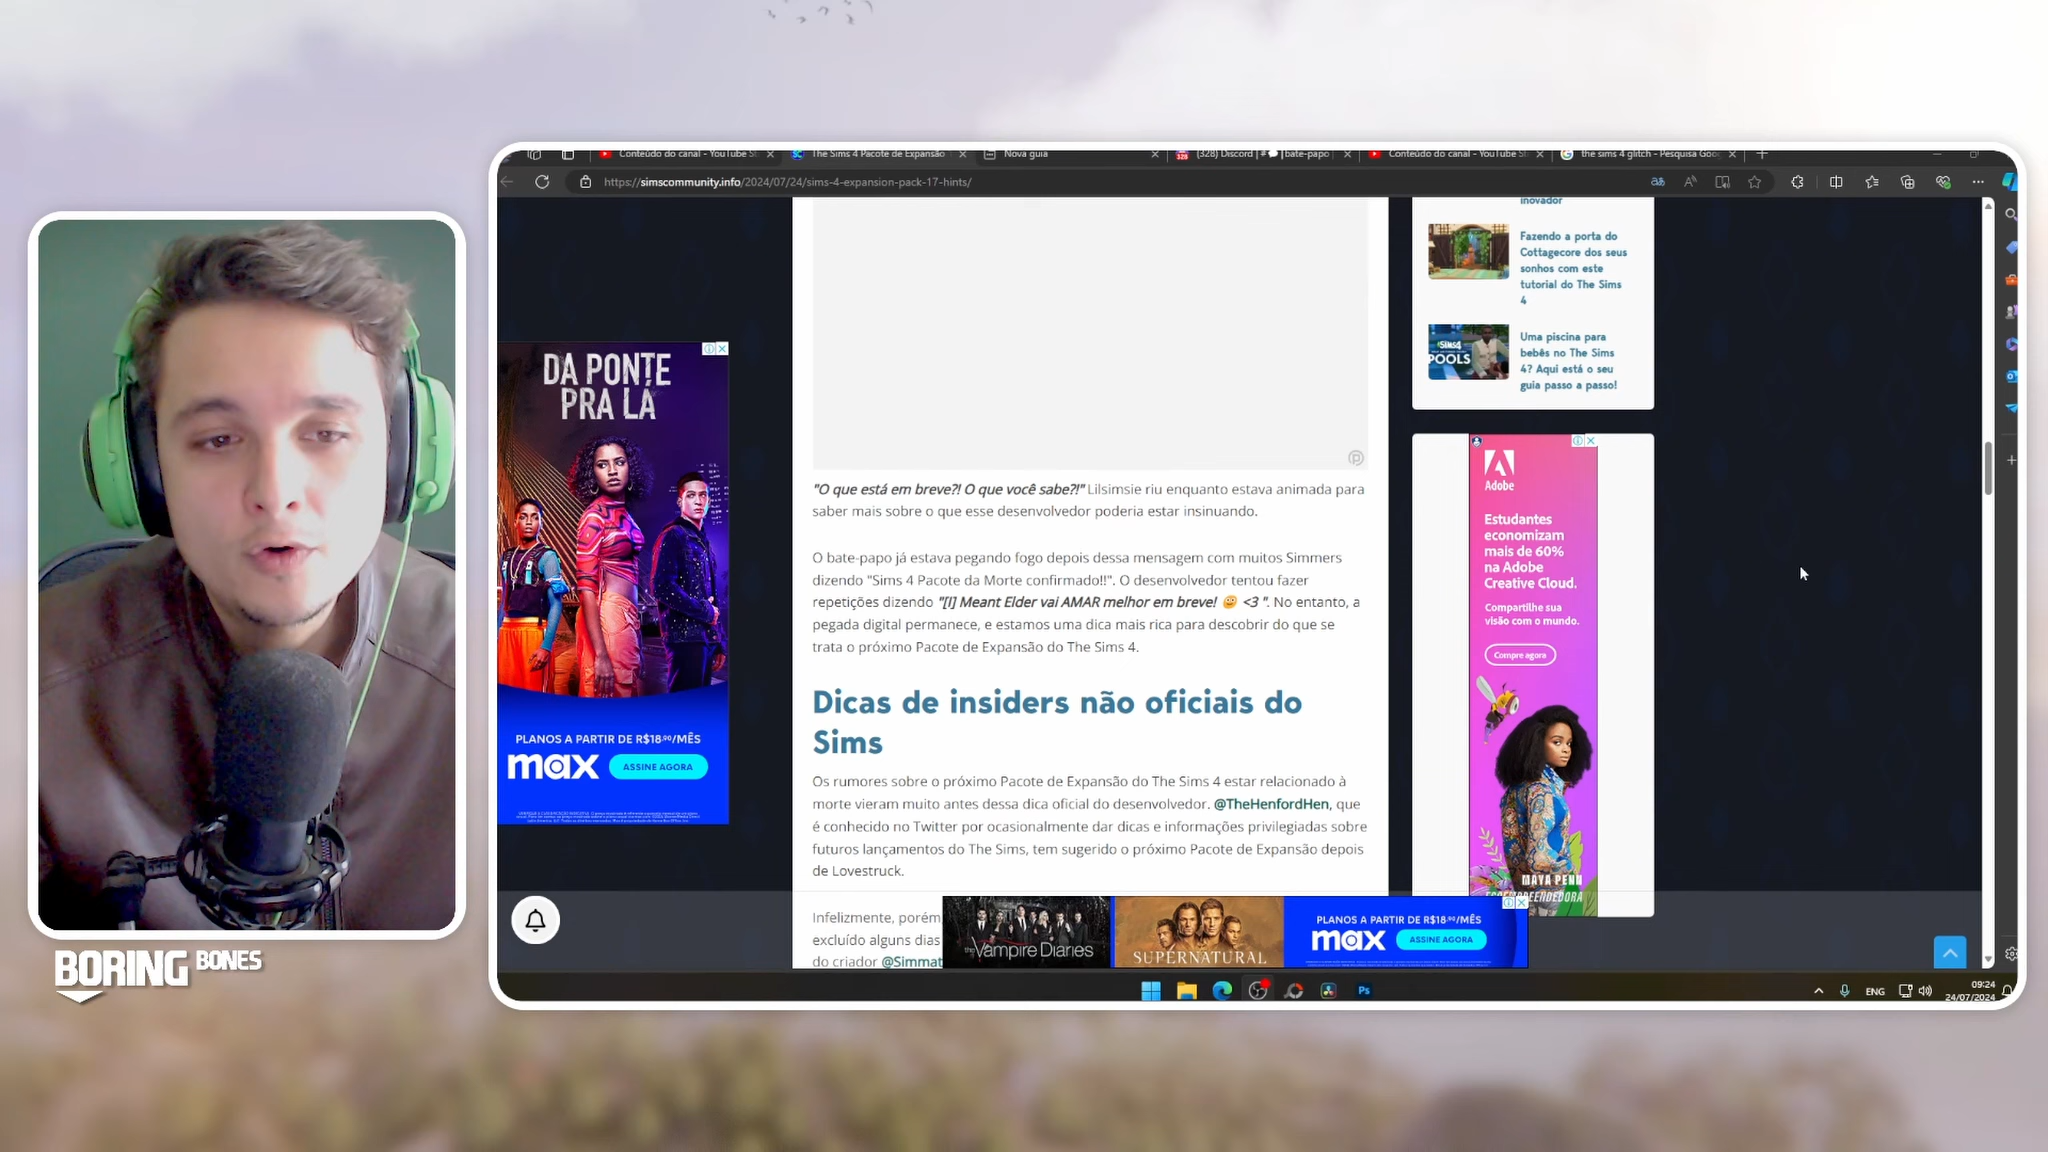 Conteúdo do canal - YouTube St
The Sims 4 Pacote de Expansão
Nova guia
(328) Discord | # bate-papo |
Conteúdo do canal - YouTube St
the sims 4 glitch - Pesquisa Goo
https://simscommunity.info/2024/07/24/sims-4-expansion-pack-17-hints/
inovador
Fazendo a porta do
Cottagecore dos seus
sonhos com este
tutorial do The Sims
4
SIMS4
POOLS
Uma piscina para
bebês no The Sims
4? Aqui está o seu
guia passo a passo!
DA PONTE
PRA LÁ
PLANOS A PARTIR DE R$18,90/MÊS
max
ASSINE AGORA
"O que está em breve?! O que você sabe?!" Lilsimsie riu enquanto estava animada para
saber mais sobre o que esse desenvolvedor poderia estar insinuando.
O bate-papo já estava pegando fogo depois dessa mensagem com muitos Simmers
dizendo "Sims 4 Pacote da Morte confirmado!!". O desenvolvedor tentou fazer
repetições dizendo "[I] Meant Elder vai AMAR melhor em breve! 🙂 <3 ". No entanto, a
pegada digital permanece, e estamos uma dica mais rica para descobrir do que se
trata o próximo Pacote de Expansão do The Sims 4.
Dicas de insiders não oficiais do
Sims
Os rumores sobre o próximo Pacote de Expansão do The Sims 4 estar relacionado à
morte vieram muito antes dessa dica oficial do desenvolvedor. @TheHenfordHen, que
é conhecido no Twitter por ocasionalmente dar dicas e informações privilegiadas sobre
futuros lançamentos do The Sims, tem sugerido o próximo Pacote de Expansão depois
de Lovestruck.
Infelizmente, porém
excluído alguns dias
do criador @Simmat
Adobe
Estudantes
economizam
mais de 60%
na Adobe
Creative Cloud.
Compartilhe sua
visão com o mundo.
Compre agora
MAYA PENN
the Vampire Diaries
SUPERNATURAL
PLANOS A PARTIR DE R$18,90/MÊS
max
ASSINE AGORA
Ps
ENG
09:24
24/07/2024
BORING BONES